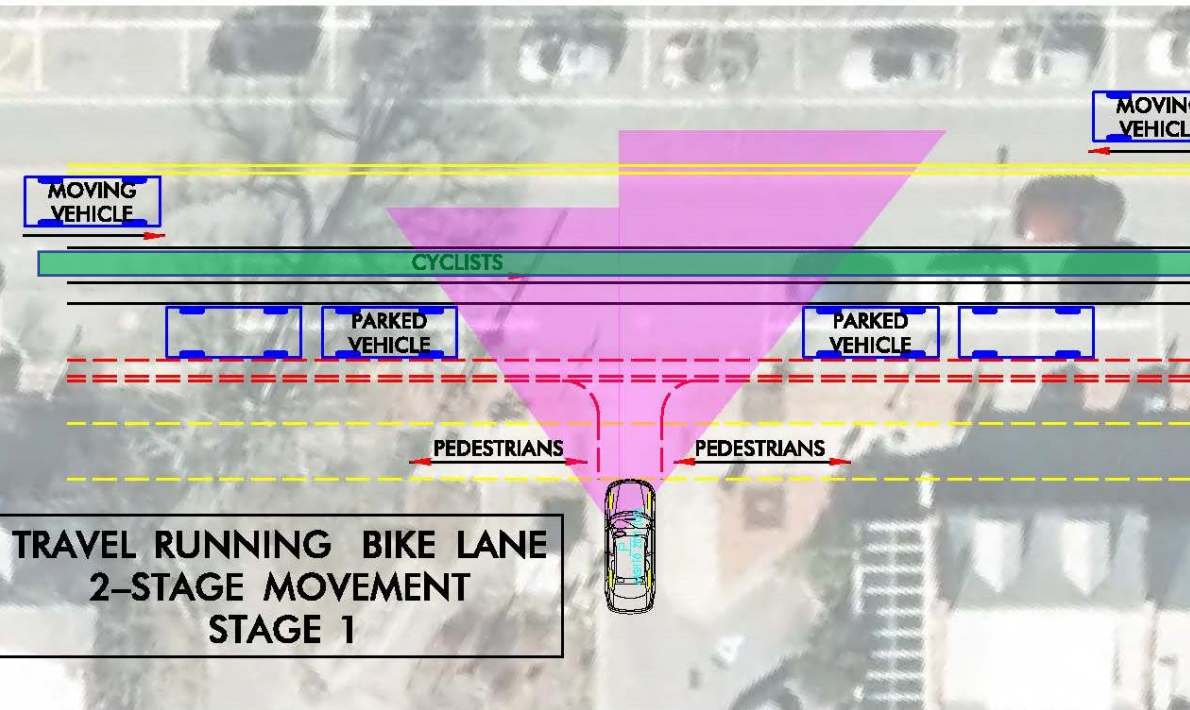 MOVING
VEHICL
MOVING
VEHICLE
CYCLISTS
PARKED
VEHICLE
PARKED
VEHICLE
PEDESTRIANS
PEDESTRIANS
TRAVEL RUNNING BIKE LANE
2–STAGE MOVEMENT
STAGE 1
P